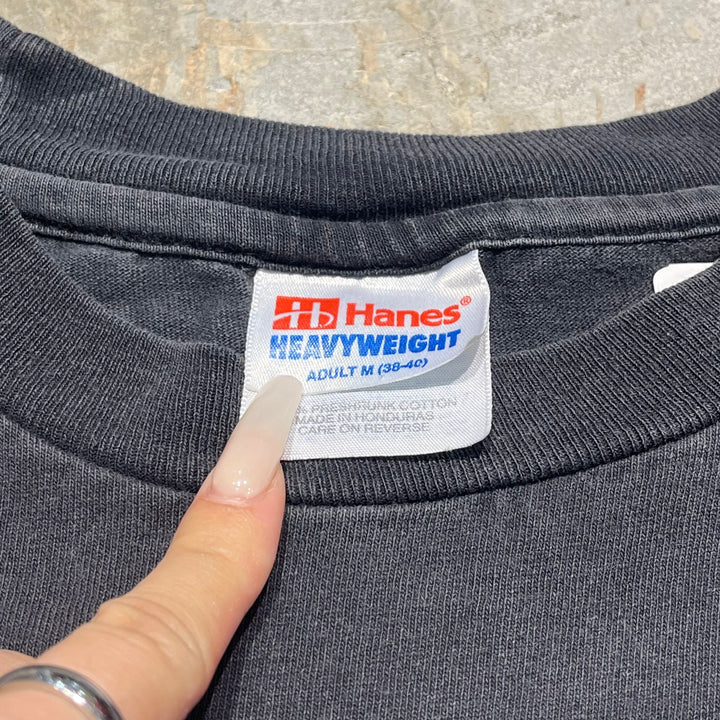 Hanes®
HEAVYWEIGHT
ADULT M (38-40)
% PRESHRUNK COTTON
MADE IN HONDURAS
CARE ON REVERSE